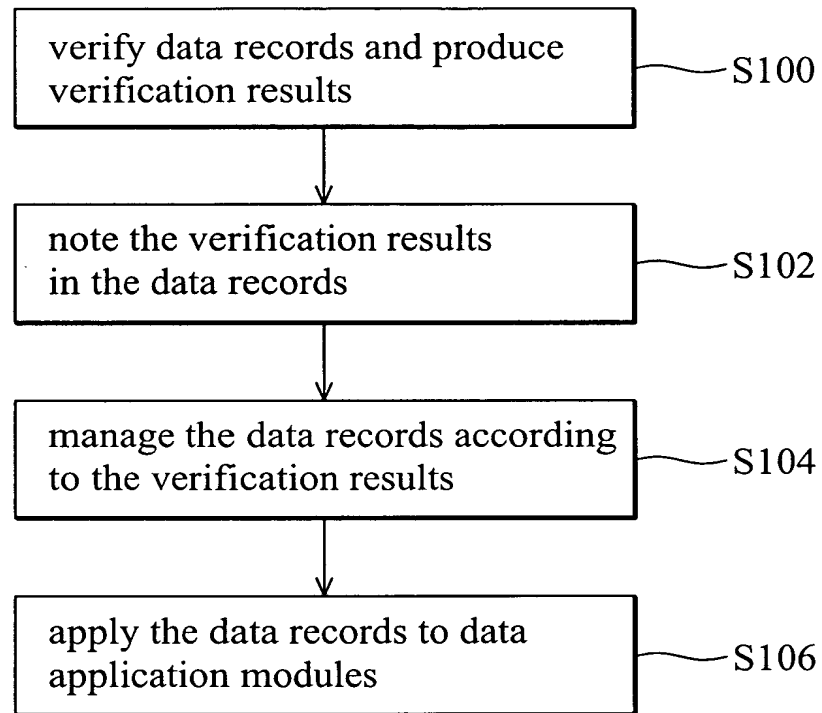 verify data records and produce
verification results
S100
note the verification results
in the data records
S102
manage the data records according
to the verification results
S104
apply the data records to data
application modules
S106